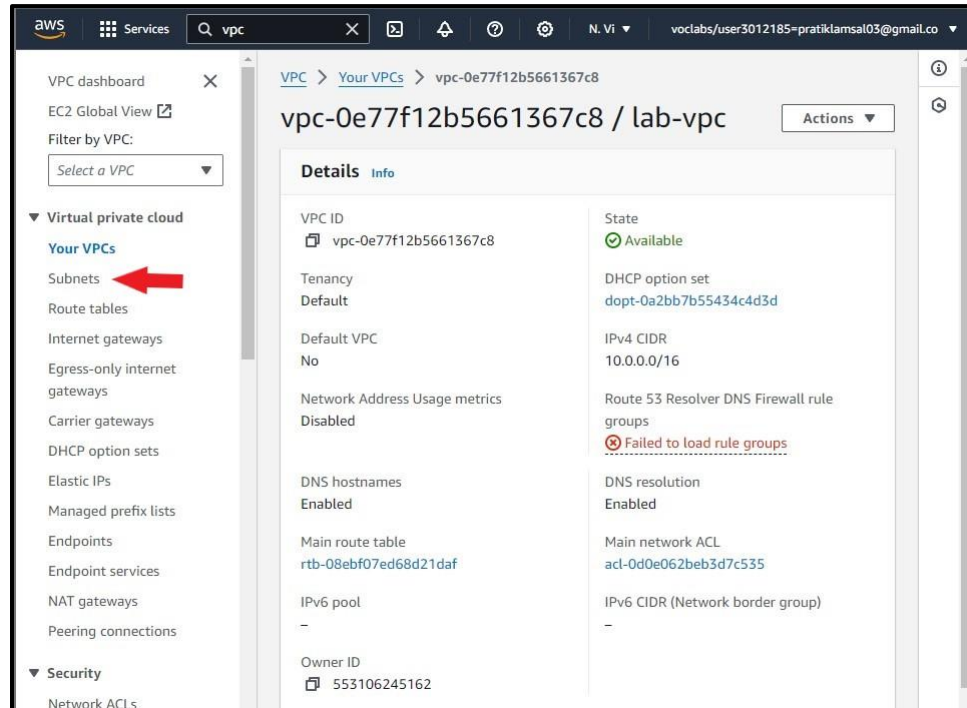 aws
Services
vpc
N. Vi
voclabs/user3012185=pratiklamsal03@gmail.co
VPC dashboard
EC2 Global View
Filter by VPC:
Select a VPC
Virtual private cloud
Your VPCs
Subnets
Route tables
Internet gateways
Egress-only internet
gateways
Carrier gateways
DHCP option sets
Elastic IPs
Managed prefix lists
Endpoints
Endpoint services
NAT gateways
Peering connections
Security
Network ACLs
VPC > Your VPCs > vpc-0e77f12b5661367c8
vpc-0e77f12b5661367c8 / lab-vpc
Actions
Details Info
VPC ID
vpc-0e77f12b5661367c8
State
Available
Tenancy
Default
DHCP option set
dopt-0a2bb7b55434c4d3d
Default VPC
No
IPv4 CIDR
10.0.0.0/16
Network Address Usage metrics
Disabled
Route 53 Resolver DNS Firewall rule
groups
Failed to load rule groups
DNS hostnames
Enabled
DNS resolution
Enabled
Main route table
rtb-08ebf07ed68d21daf
Main network ACL
acl-0d0e062beb3d7c535
IPv6 pool
–
IPv6 CIDR (Network border group)
–
Owner ID
553106245162